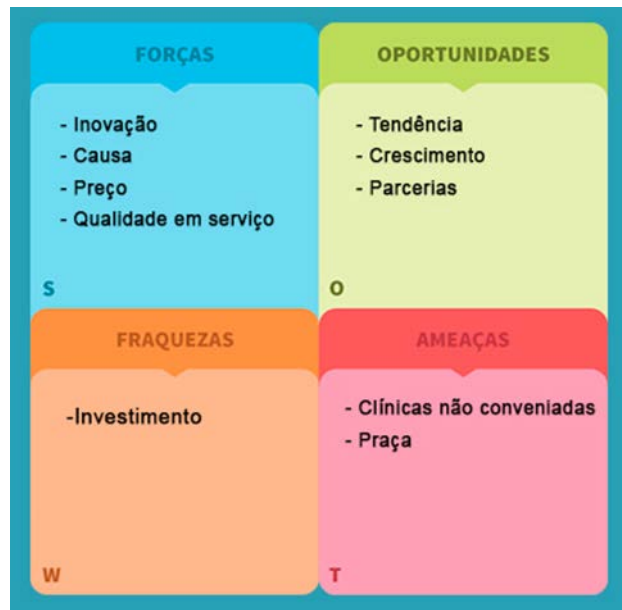 FORÇAS
- Inovação
- Causa
- Preço
- Qualidade em serviço
S
OPORTUNIDADES
- Tendência
- Crescimento
- Parcerias
O
FRAQUEZAS
-Investimento
W
AMEAÇAS
- Clínicas não conveniadas
- Praça
T